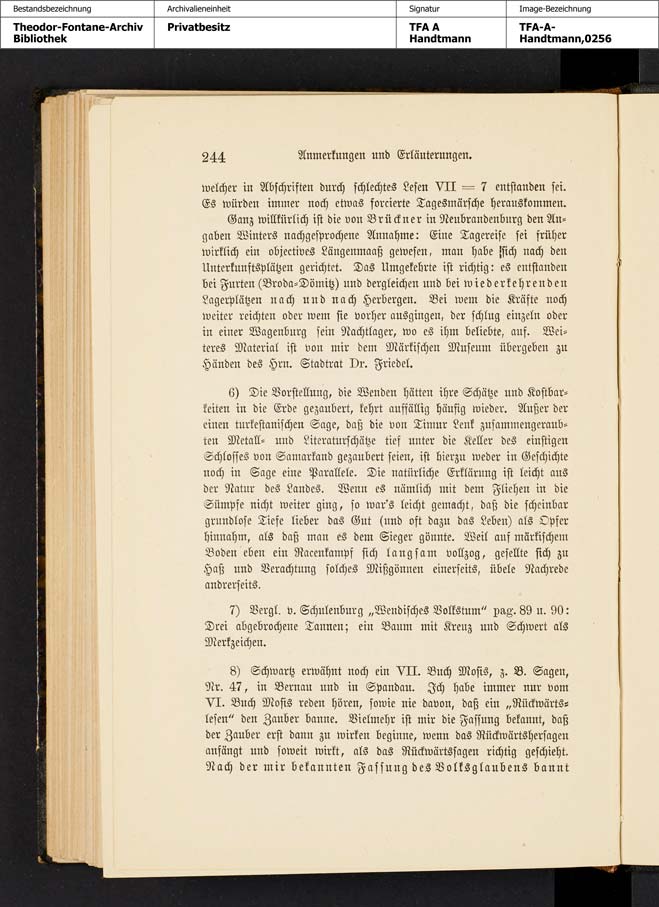 Bestandsbezeichnung Archivalieneinheit Signatur Image-Bezeichnung
Theodor-Fontane-Archiv Privatbesitz TFA A TFA-A-
Bibliothek Handtmann Handtmann,0256
244 Anmerkungen und Erläuterungen.
welcher in Abschriften durch schlechtes Lesen VII = 7 entstanden sei.
Es würden immer noch etwas forcierte Tagesmärsche herauskommen.
Ganz willkürlich ist die von Brückner in Neubrandenburg den An-
gaben Winters nachgesprochene Annahme: Eine Tagereise sei früher
wirklich ein objectives Längenmaaß gewesen, man habe sich nach den
Unterkunftsplätzen gerichtet. Das Umgekehrte ist richtig: es entstanden
bei Furten (Broda-Dömitz) und dergleichen und bei wiederkehrenden
Lagerplätzen nach und nach Herbergen. Bei wem die Kräfte noch
weiter reichten oder wem sie vorher ausgingen, der schlug einzeln oder
in einer Wagenburg sein Nachtlager, wo es ihm beliebte, auf. Wei-
teres Material ist von mir dem Märkischen Museum übergeben zu
Händen des Hrn. Stadtrat Dr. Friedel.
6) Die Vorstellung, die Wenden hätten ihre Schätze und Kostbar-
keiten in die Erde gezaubert, kehrt auffällig häufig wieder. Außer der
einen turkestanischen Sage, daß die von Timur Lenk zusammengeraub-
ten Metall- und Literaturschätze tief unter die Keller des einstigen
Schlosses von Samarkand gezaubert seien, ist hierzu weder in Geschichte
noch in Sage eine Parallele. Die natürliche Erklärung ist leicht aus
der Natur des Landes. Wenn es nämlich mit dem Fliehen in die
Sümpfe nicht weiter ging, so war's leicht gemacht, daß die scheinbar
grundlose Tiefe lieber das Gut (und oft dazu das Leben) als Opfer
hinnahm, als daß man es dem Sieger gönnte. Weil auf märkischem
Boden eben ein Racenkampf sich langsam vollzog, gesellte sich zu
Haß und Verachtung solches Mißgönnen einerseits, übele Nachrede
andrerseits.
7) Vergl. v. Schulenburg „Wendisches Volkstum" pag. 89 u. 90:
Drei abgebrochene Tannen; ein Baum mit Kreuz und Schwert als
Merkzeichen.
8) Schwartz erwähnt noch ein VII. Buch Mosis, z. B. Sagen,
Nr. 47, in Bernau und in Spandau. Ich habe immer nur vom
VI. Buch Mosis reden hören, sowie nie davon, daß ein „Rückwärts-
lesen" den Zauber banne. Vielmehr ist mir die Fassung bekannt, daß
der Zauber erst dann zu wirken beginne, wenn das Rückwärtshersagen
anfängt und soweit wirkt, als das Rückwärtssagen richtig geschieht.
Nach der mir bekannten Fassung des Volksglaubens bannt